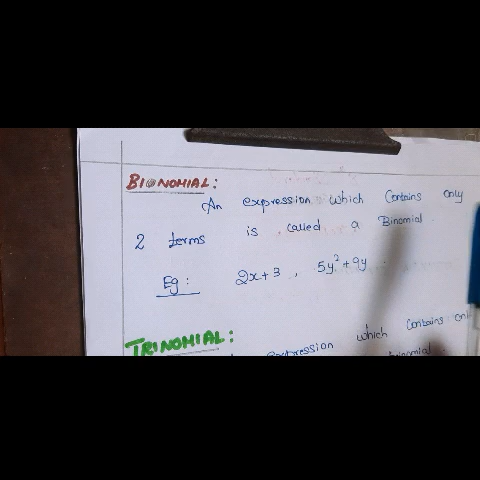 BINOMIAL:
An expression which Contains only
2 terms is called a Binomial.
Eg: 2x+3, 5y²+9y
TRINOMIAL:
expression which contains